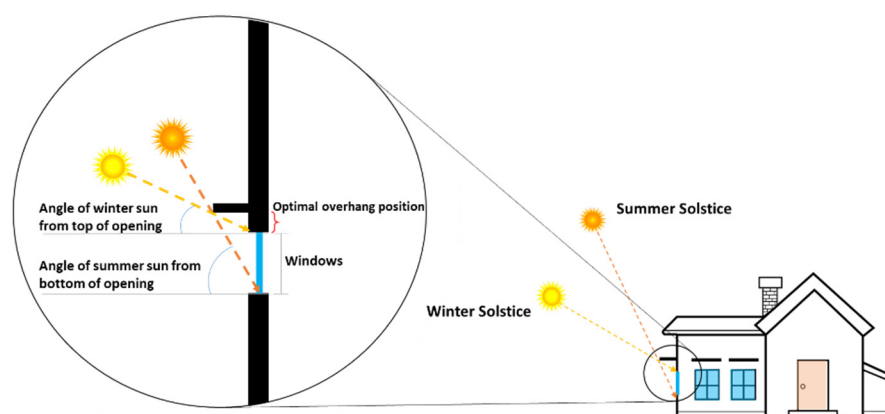 Angle of winter sun
from top of opening
Optimal overhang position
Angle of summer sun from
bottom of opening
Windows
Summer Solstice
Winter Solstice